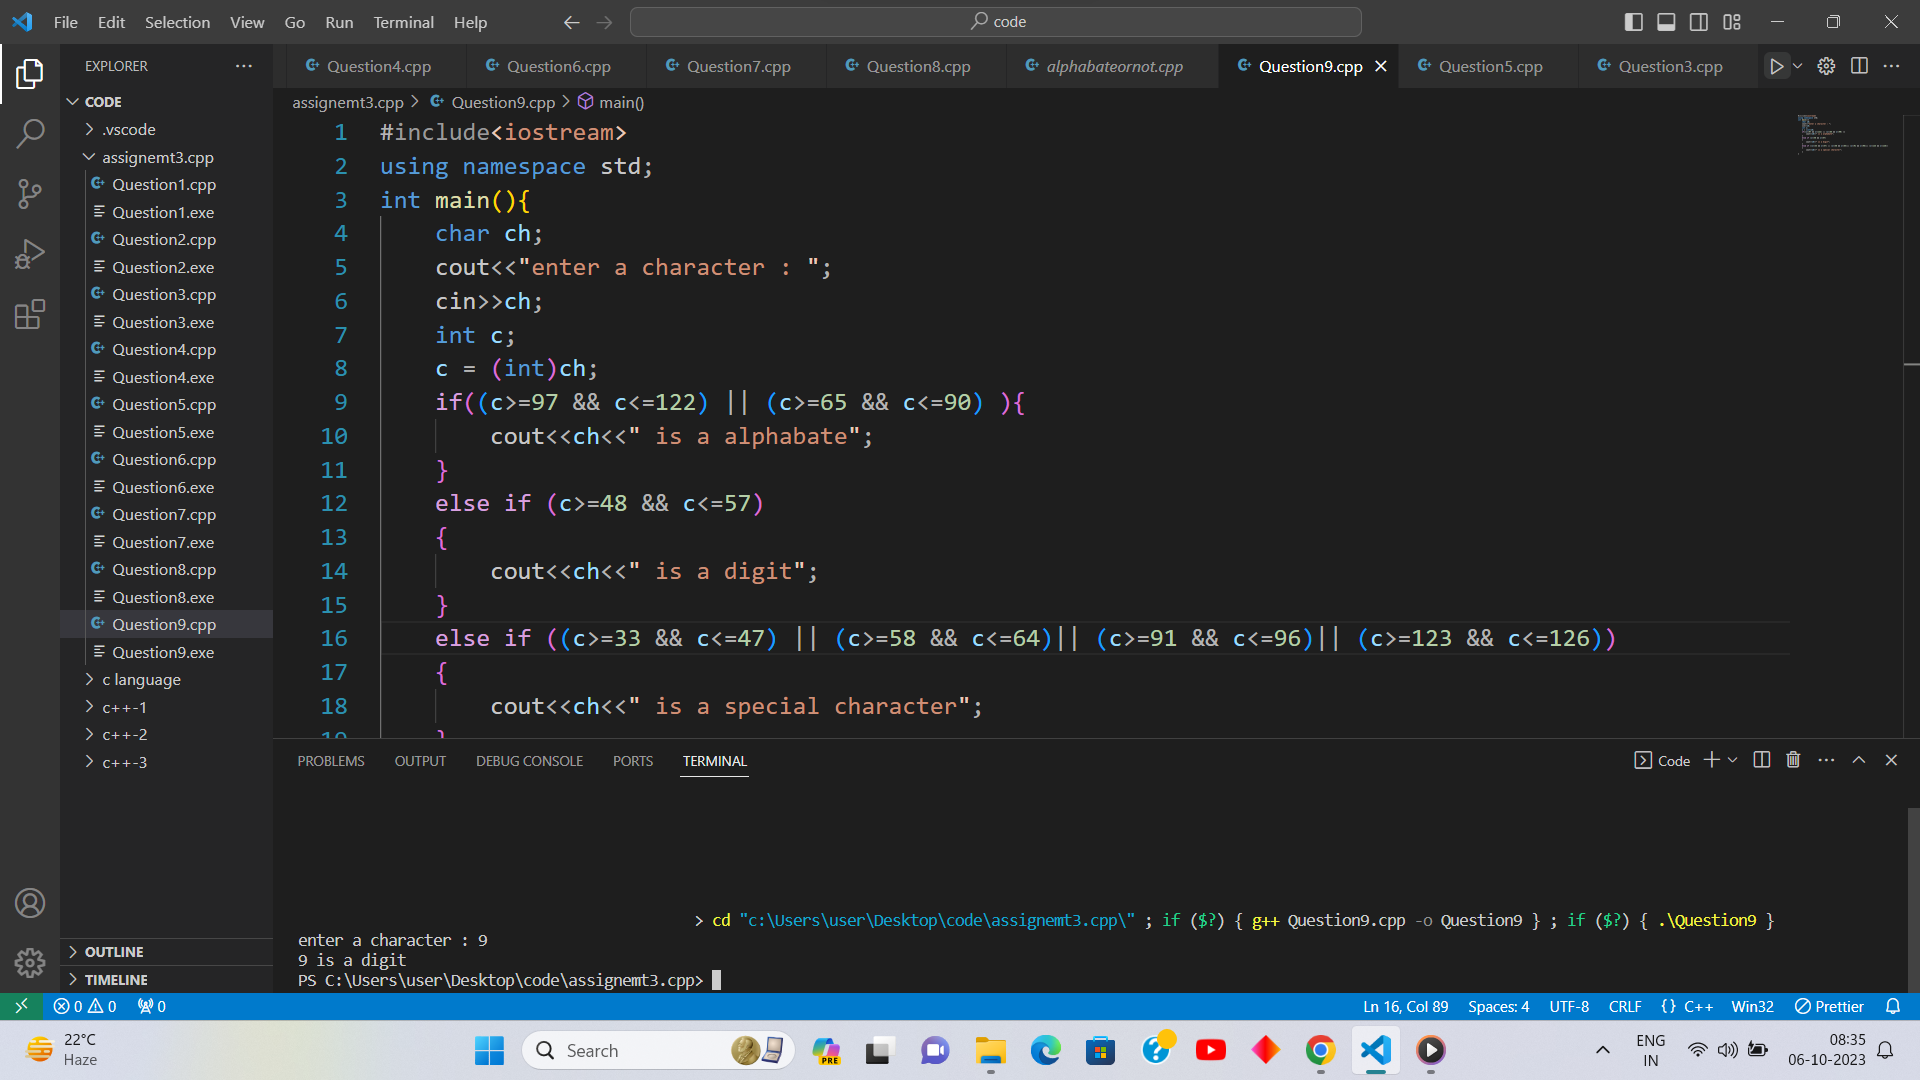 File Edit Selection View Go Run Terminal Help
code
EXPLORER
CODE
.vscode
assignemt3.cpp
Question1.cpp
Question1.exe
Question2.cpp
Question2.exe
Question3.cpp
Question3.exe
Question4.cpp
Question4.exe
Question5.cpp
Question5.exe
Question6.cpp
Question6.exe
Question7.cpp
Question7.exe
Question8.cpp
Question8.exe
Question9.cpp
Question9.exe
c language
c++-1
c++-2
c++-3
OUTLINE
TIMELINE
Question4.cpp Question6.cpp Question7.cpp Question8.cpp alphabateornot.cpp Question9.cpp Question5.cpp Question3.cpp
assignemt3.cpp > Question9.cpp > main()
1 #include<iostream>
2 using namespace std;
3 int main(){
4 char ch;
5 cout<<"enter a character : ";
6 cin>>ch;
7 int c;
8 c = (int)ch;
9 if((c>=97 && c<=122) || (c>=65 && c<=90) ){
10 cout<<ch<<" is a alphabate";
11 }
12 else if (c>=48 && c<=57)
13 {
14 cout<<ch<<" is a digit";
15 }
16 else if ((c>=33 && c<=47) || (c>=58 && c<=64)|| (c>=91 && c<=96)|| (c>=123 && c<=126))
17 {
18 cout<<ch<<" is a special character";
19 }
PROBLEMS OUTPUT DEBUG CONSOLE PORTS TERMINAL
Code
> cd "c:\Users\user\Desktop\code\assignemt3.cpp\" ; if ($?) { g++ Question9.cpp -o Question9 } ; if ($?) { .\Question9 }
enter a character : 9
9 is a digit
PS C:\Users\user\Desktop\code\assignemt3.cpp>
0 0 0
Ln 16, Col 89 Spaces: 4 UTF-8 CRLF {} C++ Win32 Prettier
22°C
Haze
Search
PRE
ENG
IN
08:35
06-10-2023